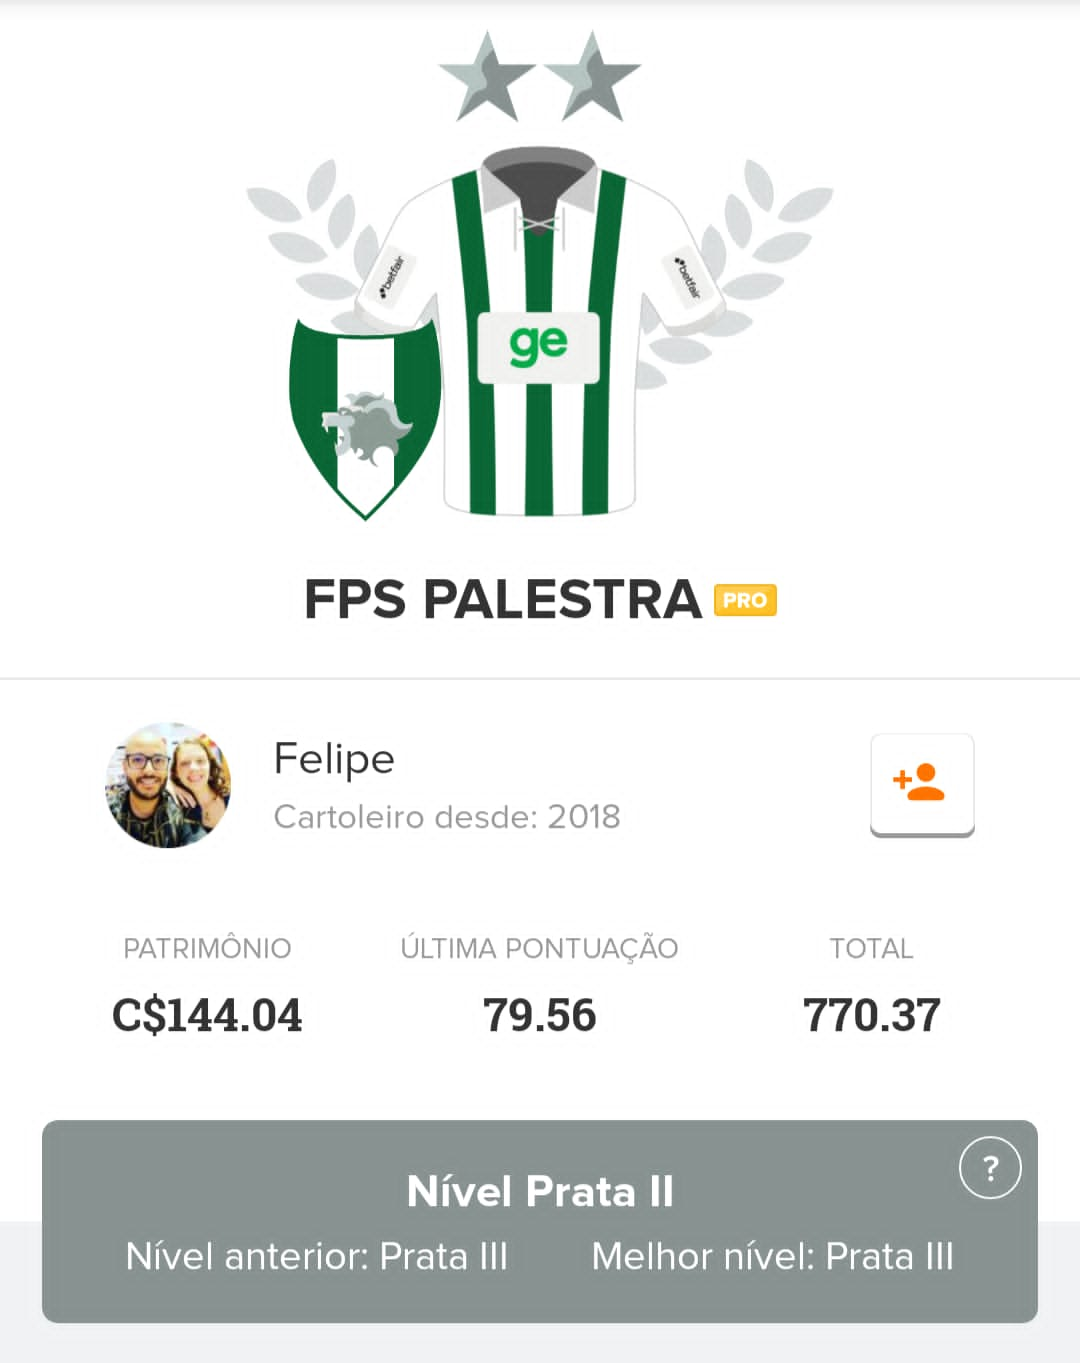 betfair
betfair
ge
FPS PALESTRA PRO
Felipe
Cartoleiro desde: 2018
PATRIMÔNIO ÚLTIMA PONTUAÇÃO TOTAL
C$144.04 79.56 770.37
?
Nível Prata II
Nível anterior: Prata III Melhor nível: Prata III